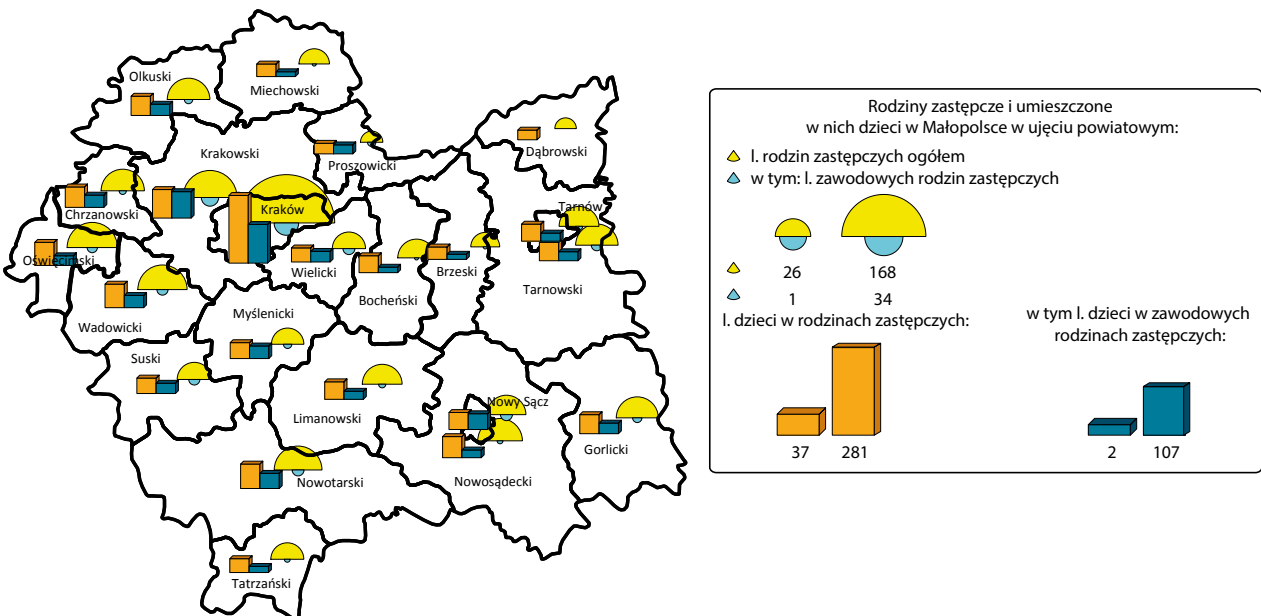 Olkuski
Miechowski
Krakowski
Proszowicki
Dąbrowski
Chrzanowski
Kraków
Tarnów
Oświęcimski
Wielicki
Brzeski
Bocheński
Tarnowski
Wadowicki
Myślenicki
Suski
Limanowski
Nowy Sącz
Gorlicki
Nowotarski
Nowosądecki
Tatrzański
Rodziny zastępcze i umieszczone
w nich dzieci w Małopolsce w ujęciu powiatowym:
l. rodzin zastępczych ogółem
w tym: l. zawodowych rodzin zastępczych
26 168
1 34
l. dzieci w rodzinach zastępczych:
37 281
w tym l. dzieci w zawodowych
rodzinach zastępczych:
2 107